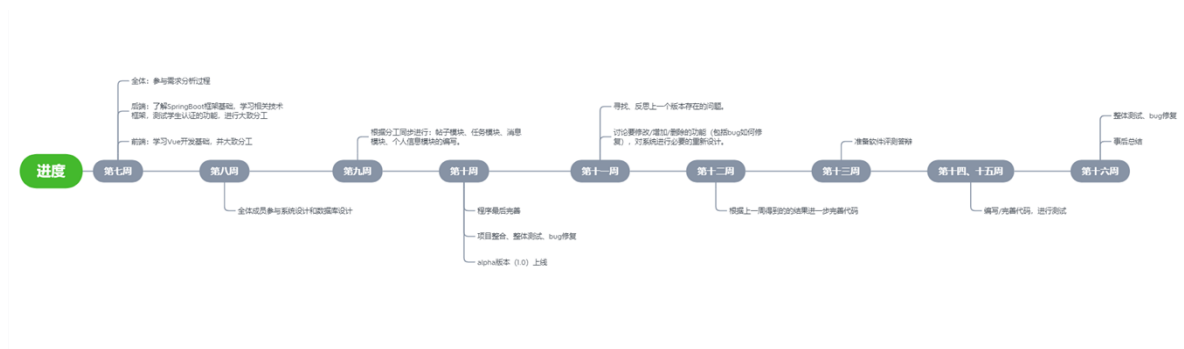 进度
第七周
全体：参与需求分析过程
后端：了解SpringBoot框架基础、学习相关技术
框架，测试学生认证的功能、进行大致分工
前端：学习Vue开发基础，并大致分工
第八周
全体成员参与系统设计和数据库设计
第九周
根据分工同步进行：帖子模块、任务模块、消息
模块、个人信息模块的编写。
第十周
程序最后完善
项目整合、整体测试、bug修复
alpha版本（1.0）上线
第十一周
寻找、反思上一个版本存在的问题。
讨论要修改/增加/删除的功能（包括bug如何修
复），对系统进行必要的重新设计。
第十二周
根据上一周得到的的结果进一步完善代码
第十三周
准备软件评测答辩
第十四、十五周
编写/完善代码，进行测试
第十六周
整体测试、bug修复
事后总结